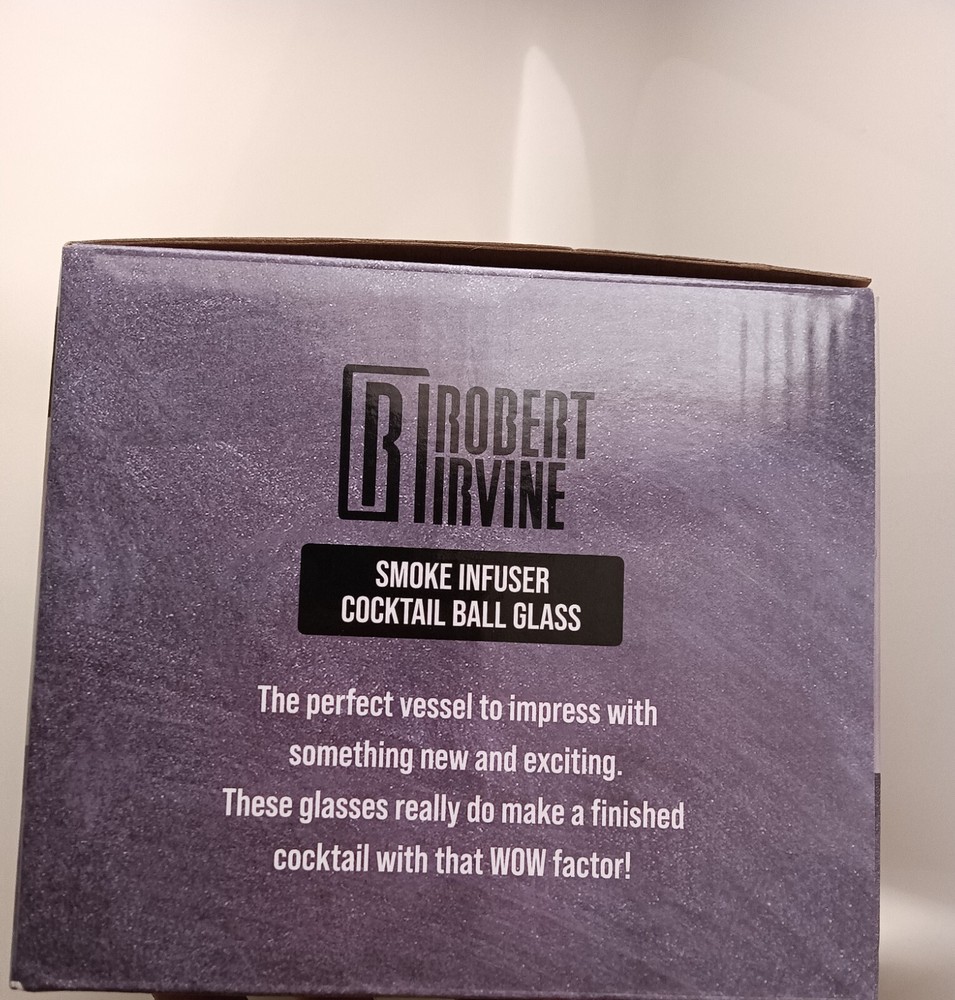 ROBERT
IRVINE
SMOKE INFUSER
COCKTAIL BALL GLASS
The perfect vessel to impress with
something new and exciting.
These glasses really do make a finished
cocktail with that WOW factor!